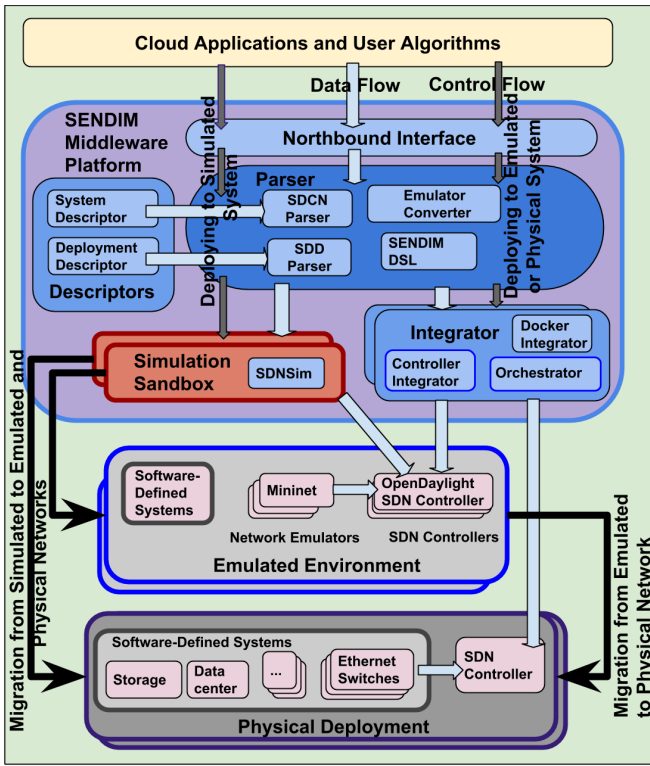 Cloud Applications and User Algorithms
Data Flow
Control Flow
SENDIM
Middleware
Platform
Northbound Interface
Deploying to Simulated
System
Deploying to Emulated
or Physical System
Parser
System
Descriptor
Deployment
Descriptor
Descriptors
SDCN
Parser
Emulator
Converter
SDD
Parser
SENDIM
DSL
Simulation
Sandbox
SDNSim
Integrator
Docker
Integrator
Controller
Integrator
Orchestrator
Migration from Simulated to Emulated and
Physical Networks
Software-
Defined
Systems
Mininet
OpenDaylight
SDN Controller
Network Emulators
SDN Controllers
Emulated Environment
Migration from Emulated
to Physical Network
Software-Defined Systems
Storage
Data
center
...
Ethernet
Switches
SDN
Controller
Physical Deployment